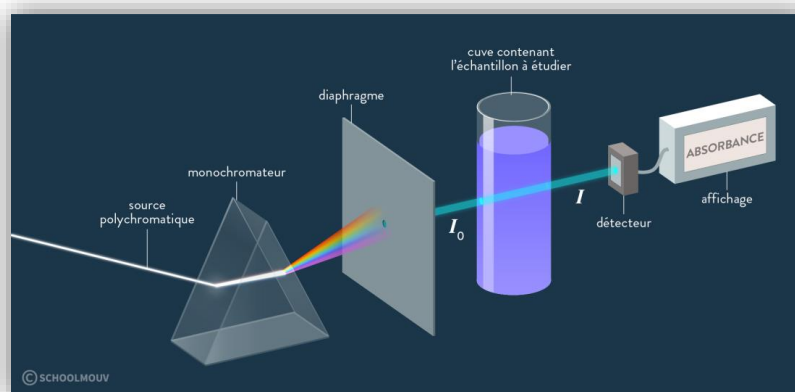 cuve contenant
l'échantillon à étudier
diaphragme
monochromateur
source
polychromatique
I₀
I
ABSORBANCE
affichage
détecteur
© SCHOOLMOUV